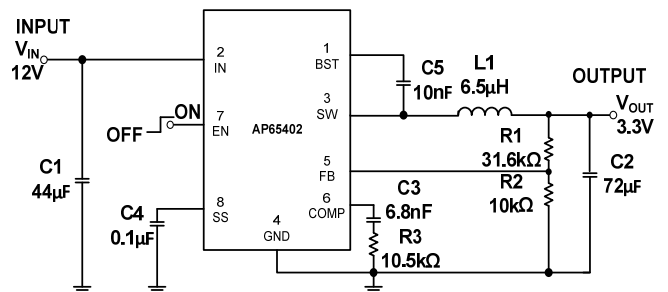 INPUT
VIN
12V
C1
44µF
OFF
ON
C4
0.1µF
2
IN
7
EN
8
SS
AP65402
4
GND
1
BST
3
SW
5
FB
6
COMP
C5
10nF
L1
6.5µH
C3
6.8nF
R3
10.5kΩ
R1
31.6kΩ
R2
10kΩ
C2
72µF
OUTPUT
VOUT
3.3V